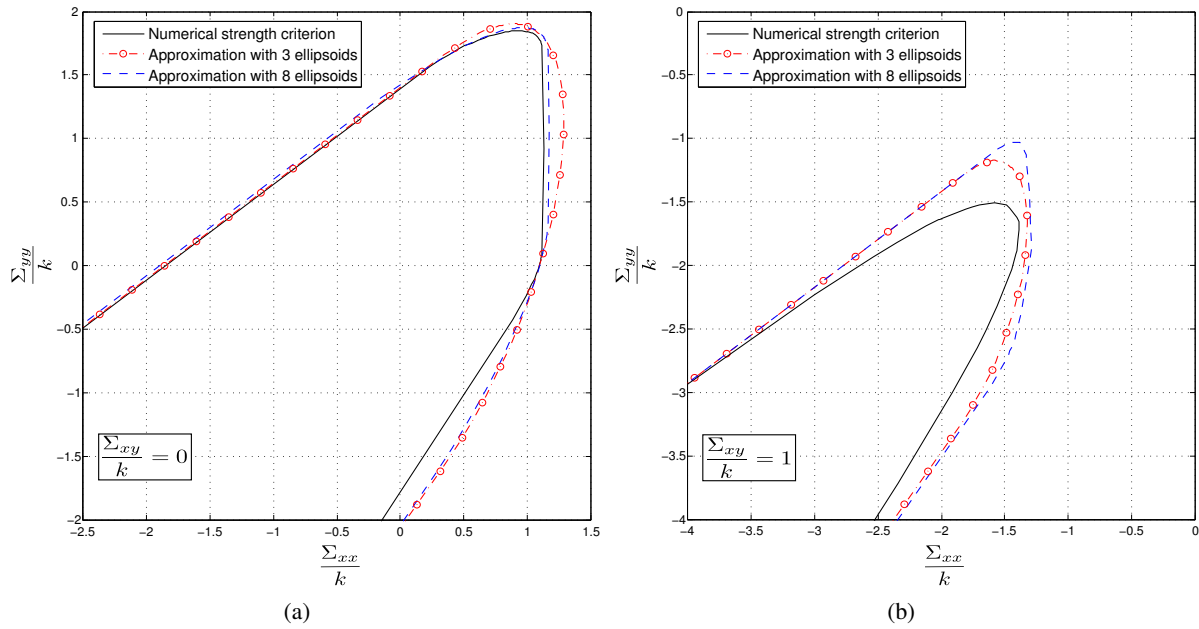 Numerical strength criterion
Approximation with 3 ellipsoids
Approximation with 8 ellipsoids
2
1.5
1
0.5
0
−0.5
−1
−1.5
−2
Σyy/k
Σxy/k = 0
−2.5 −2 −1.5 −1 −0.5 0 0.5 1 1.5
Σxx/k
(a)
Numerical strength criterion
Approximation with 3 ellipsoids
Approximation with 8 ellipsoids
0
−0.5
−1
−1.5
−2
−2.5
−3
−3.5
−4
Σyy/k
Σxy/k = 1
−4 −3.5 −3 −2.5 −2 −1.5 −1 −0.5 0
Σxx/k
(b)